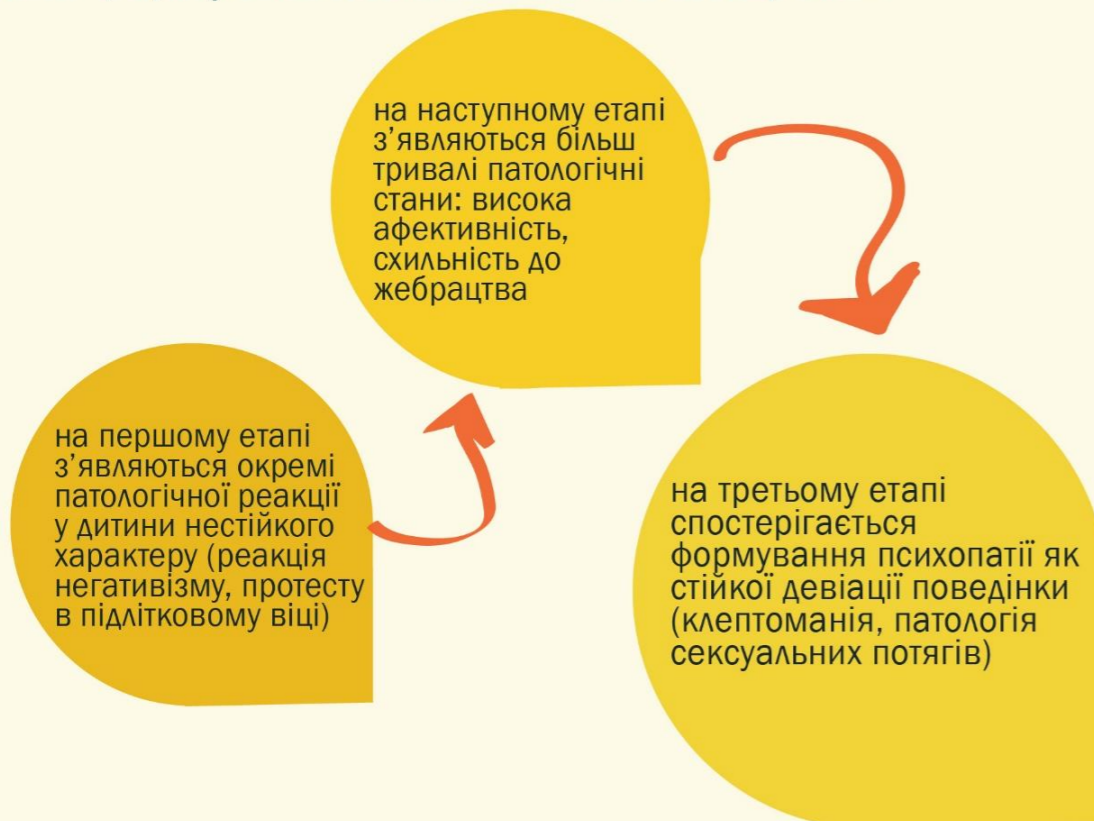 на першому етапі
з’являються окремі
патологічної реакції
у дитини нестійкого
характеру (реакція
негативізму, протесту
в підлітковому віці)
на наступному етапі
з’являються більш
тривалі патологічні
стани: висока
афективність,
схильність до
жебрацтва
на третьому етапі
спостерігається
формування психопатії як
стійкої девіації поведінки
(клептоманія, патологія
сексуальних потягів)